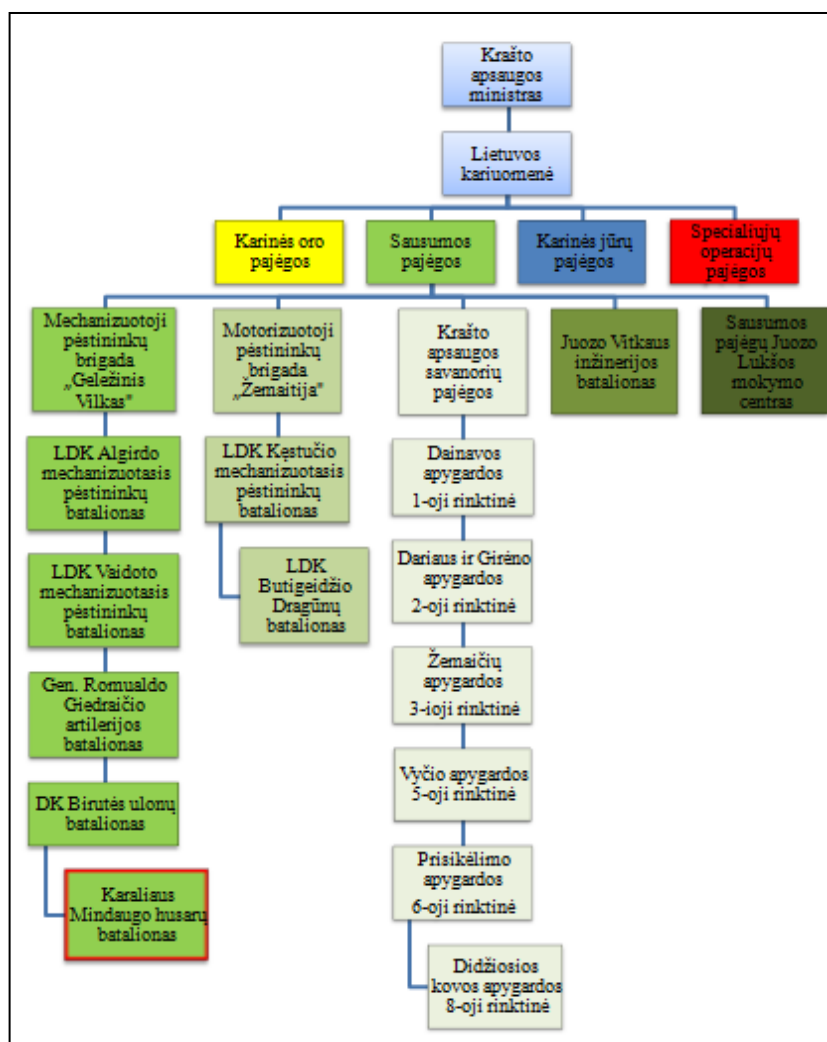 Krašto
apsaugos
ministras
Lietuvos
kariuomenė
Karinės oro
pajėgos
Sausumos
pajėgos
Karinės jūrų
pajėgos
Specialiųjų
operacijų
pajėgos
Mechanizuotoji
pėstininkų
brigada
„Geležinis
Vilkas"
Motorizuotoji
pėstininkų
brigada
„Žemaitija"
Krašto
apsaugos
savanorių
pajėgos
Juozo Vitkaus
inžinerijos
batalionas
Sausumos
pajėgų Juozo
Lukšos
mokymo
centras
LDK Algirdo
mechanizuotasis
pėstininkų
batalionas
LDK Vaidoto
mechanizuotasis
pėstininkų
batalionas
Gen. Romualdo
Giedraičio
artilerijos
batalionas
DK Birutės ulonų
batalionas
Karaliaus
Mindaugo husarų
batalionas
LDK Kęstučio
mechanizuotasis
pėstininkų
batalionas
LDK
Butigeidžio
Dragūnų
batalionas
Dainavos
apygardos
1-oji rinktinė
Dariaus ir Girėno
apygardos
2-oji rinktinė
Žemaičių
apygardos
3-ioji rinktinė
Vyčio apygardos
5-oji rinktinė
Prisikėlimo
apygardos
6-oji rinktinė
Didžiosios
kovos apygardos
8-oji rinktinė